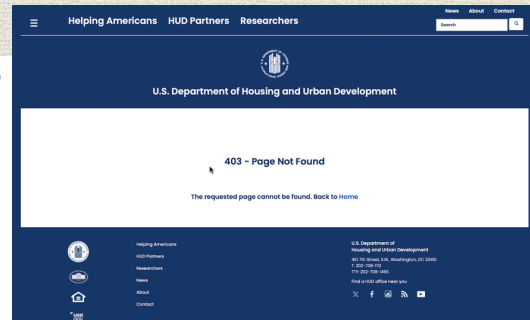 News About Contact
Helping Americans HUD Partners Researchers
Search
U.S. Department of Housing and Urban Development
403 - Page Not Found
The requested page cannot be found. Back to Home
Helping Americans
HUD Partners
Researchers
News
About
Contact
U.S. Department of
Housing and Urban Development
451 7th Street, S.W., Washington, DC 20410
T: 202-708-1112
TTY: 202-708-1455
Find a HUD office near you
USA
GOV